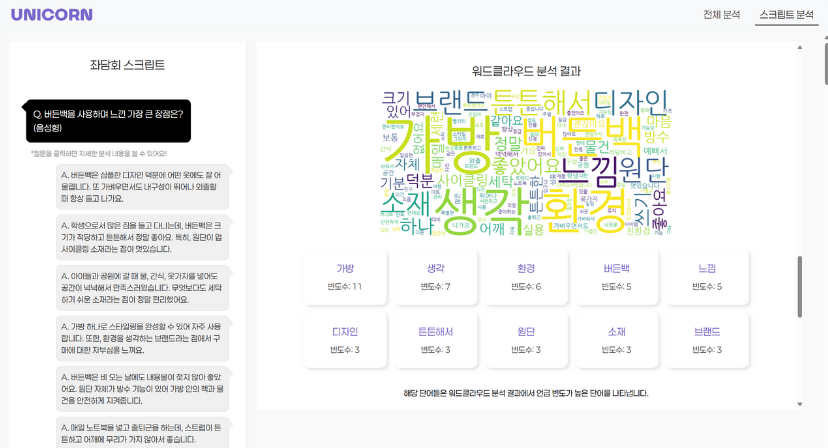 UNICORN
전체 분석
스크립트 분석
좌담회 스크립트
Q. 버든백을 사용하며 느낀 가장 큰 장점은?
(음성형)
*질문을 클릭하면 자세한 분석 내용을 볼 수 있어요!
A. 버든백은 심플한 디자인 덕분에 어떤 옷에도 잘 어
울립니다. 또 가벼우면서도 내구성이 뛰어나 외출할
때 항상 들고 나가요.
A. 학생으로서 많은 짐을 들고 다니는데, 버든백은 크
기가 적당하고 튼튼해서 정말 좋아요. 특히, 원단이 업
사이클링 소재라는 점이 멋있습니다.
A. 아이들과 공원에 갈 때 물, 간식, 옷가지를 넣어도
공간이 넉넉해서 만족스러웠습니다. 무엇보다도 세탁
하기 쉬운 소재라는 점이 정말 편리했어요.
A. 가방 하나로 스타일링을 완성할 수 있어 자주 사용
합니다. 또한, 환경을 생각하는 브랜드라는 점에서 구
매에 대한 자부심을 느껴요.
A. 버든백은 비 오는 날에도 내용물이 젖지 않아 좋았
어요. 원단 자체가 방수 기능이 있어 가방 안의 책과 물
건을 안전하게 지켜줍니다.
A. 매일 노트북을 넣고 출퇴근을 하는데, 스트랩이 튼
튼하고 어깨에 무리가 가지 않아서 좋습니다.
워드클라우드 분석 결과
크기 브랜드 튼튼해서 디자인
있어 같아요 방수 마음
가방 버든백
보통 정말 물건
자체 좋았어요 느낌 원단
기분 덕분 사이클링 세탁 튼튼한
소재 생각 환경 쓰기 좋아요
하나 어깨 실용 친환경
가방
빈도수: 11
생각
빈도수: 7
환경
빈도수: 6
버든백
빈도수: 5
느낌
빈도수: 5
디자인
빈도수: 3
튼튼해서
빈도수: 3
원단
빈도수: 3
소재
빈도수: 3
브랜드
빈도수: 3
해당 단어들은 워드클라우드 분석 결과에서 언급 빈도가 높은 단어를 나타냅니다.